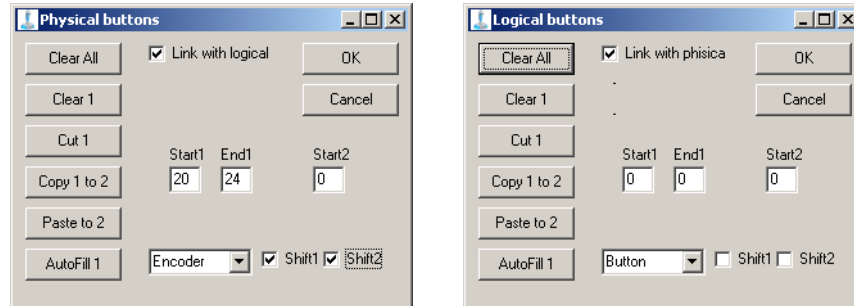 Physical buttons
Clear All
Link with logical
OK
Clear 1
Cancel
Cut 1
Start1 End1 Start2
Copy 1 to 2
20 24 0
Paste to 2
AutoFill 1
Encoder
Shift1
Shift2
Logical buttons
Clear All
Link with phisica
OK
Clear 1
Cancel
Cut 1
Start1 End1 Start2
Copy 1 to 2
0 0 0
Paste to 2
AutoFill 1
Button
Shift1
Shift2